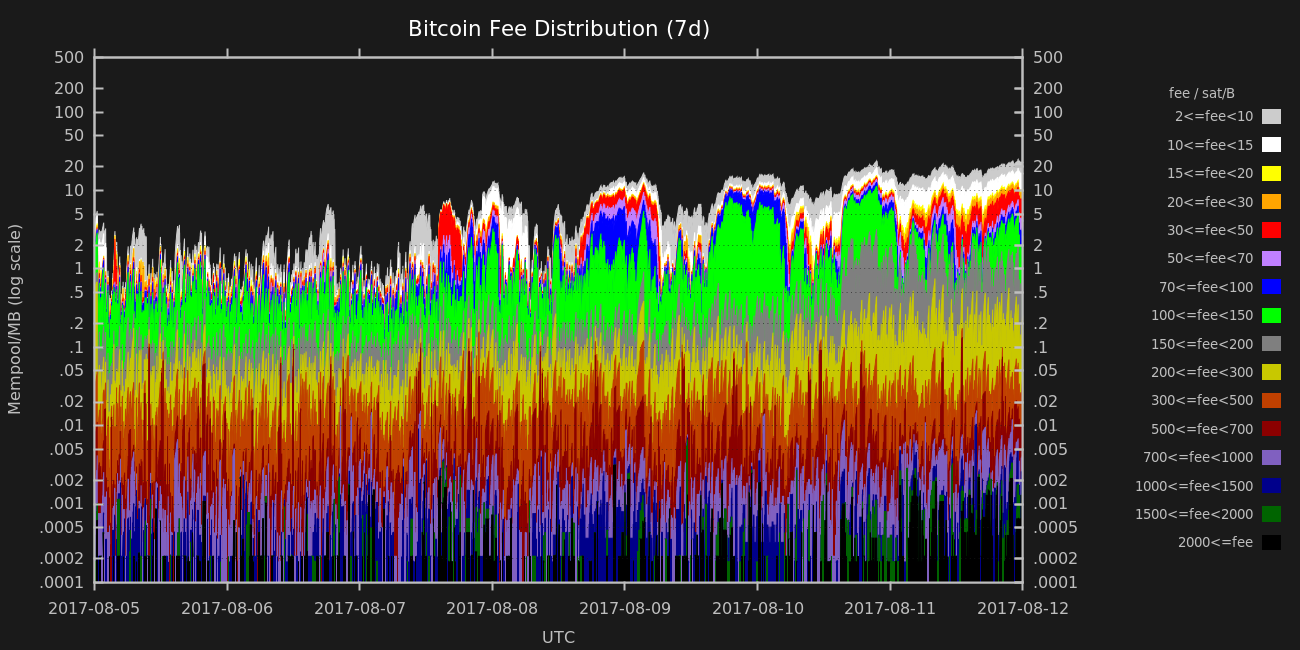 Bitcoin Fee Distribution (7d)
Mempool/MB (log scale)
500
200
100
50
20
10
5
2
1
.5
.2
.1
.05
.02
.01
.005
.002
.001
.0005
.0002
.0001
500
200
100
50
20
10
5
2
1
.5
.2
.1
.05
.02
.01
.005
.002
.001
.0005
.0002
.0001
2017-08-05 2017-08-06 2017-08-07 2017-08-08 2017-08-09 2017-08-10 2017-08-11 2017-08-12
UTC
fee / sat/B
2<=fee<10
10<=fee<15
15<=fee<20
20<=fee<30
30<=fee<50
50<=fee<70
70<=fee<100
100<=fee<150
150<=fee<200
200<=fee<300
300<=fee<500
500<=fee<700
700<=fee<1000
1000<=fee<1500
1500<=fee<2000
2000<=fee